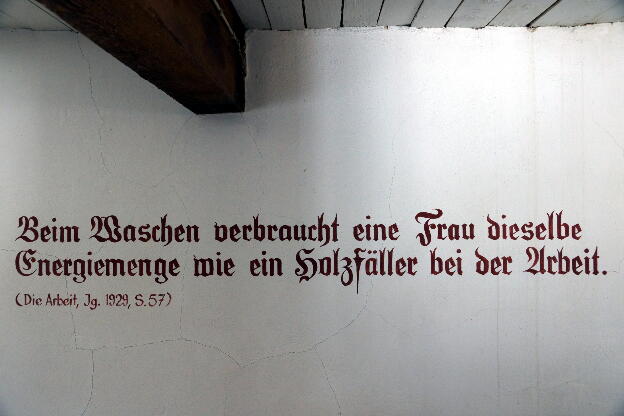 Beim Waschen verbraucht eine Frau dieselbe
Energiemenge wie ein Holzfäller bei der Arbeit.
(Die Arbeit, Jg. 1929, S. 57)